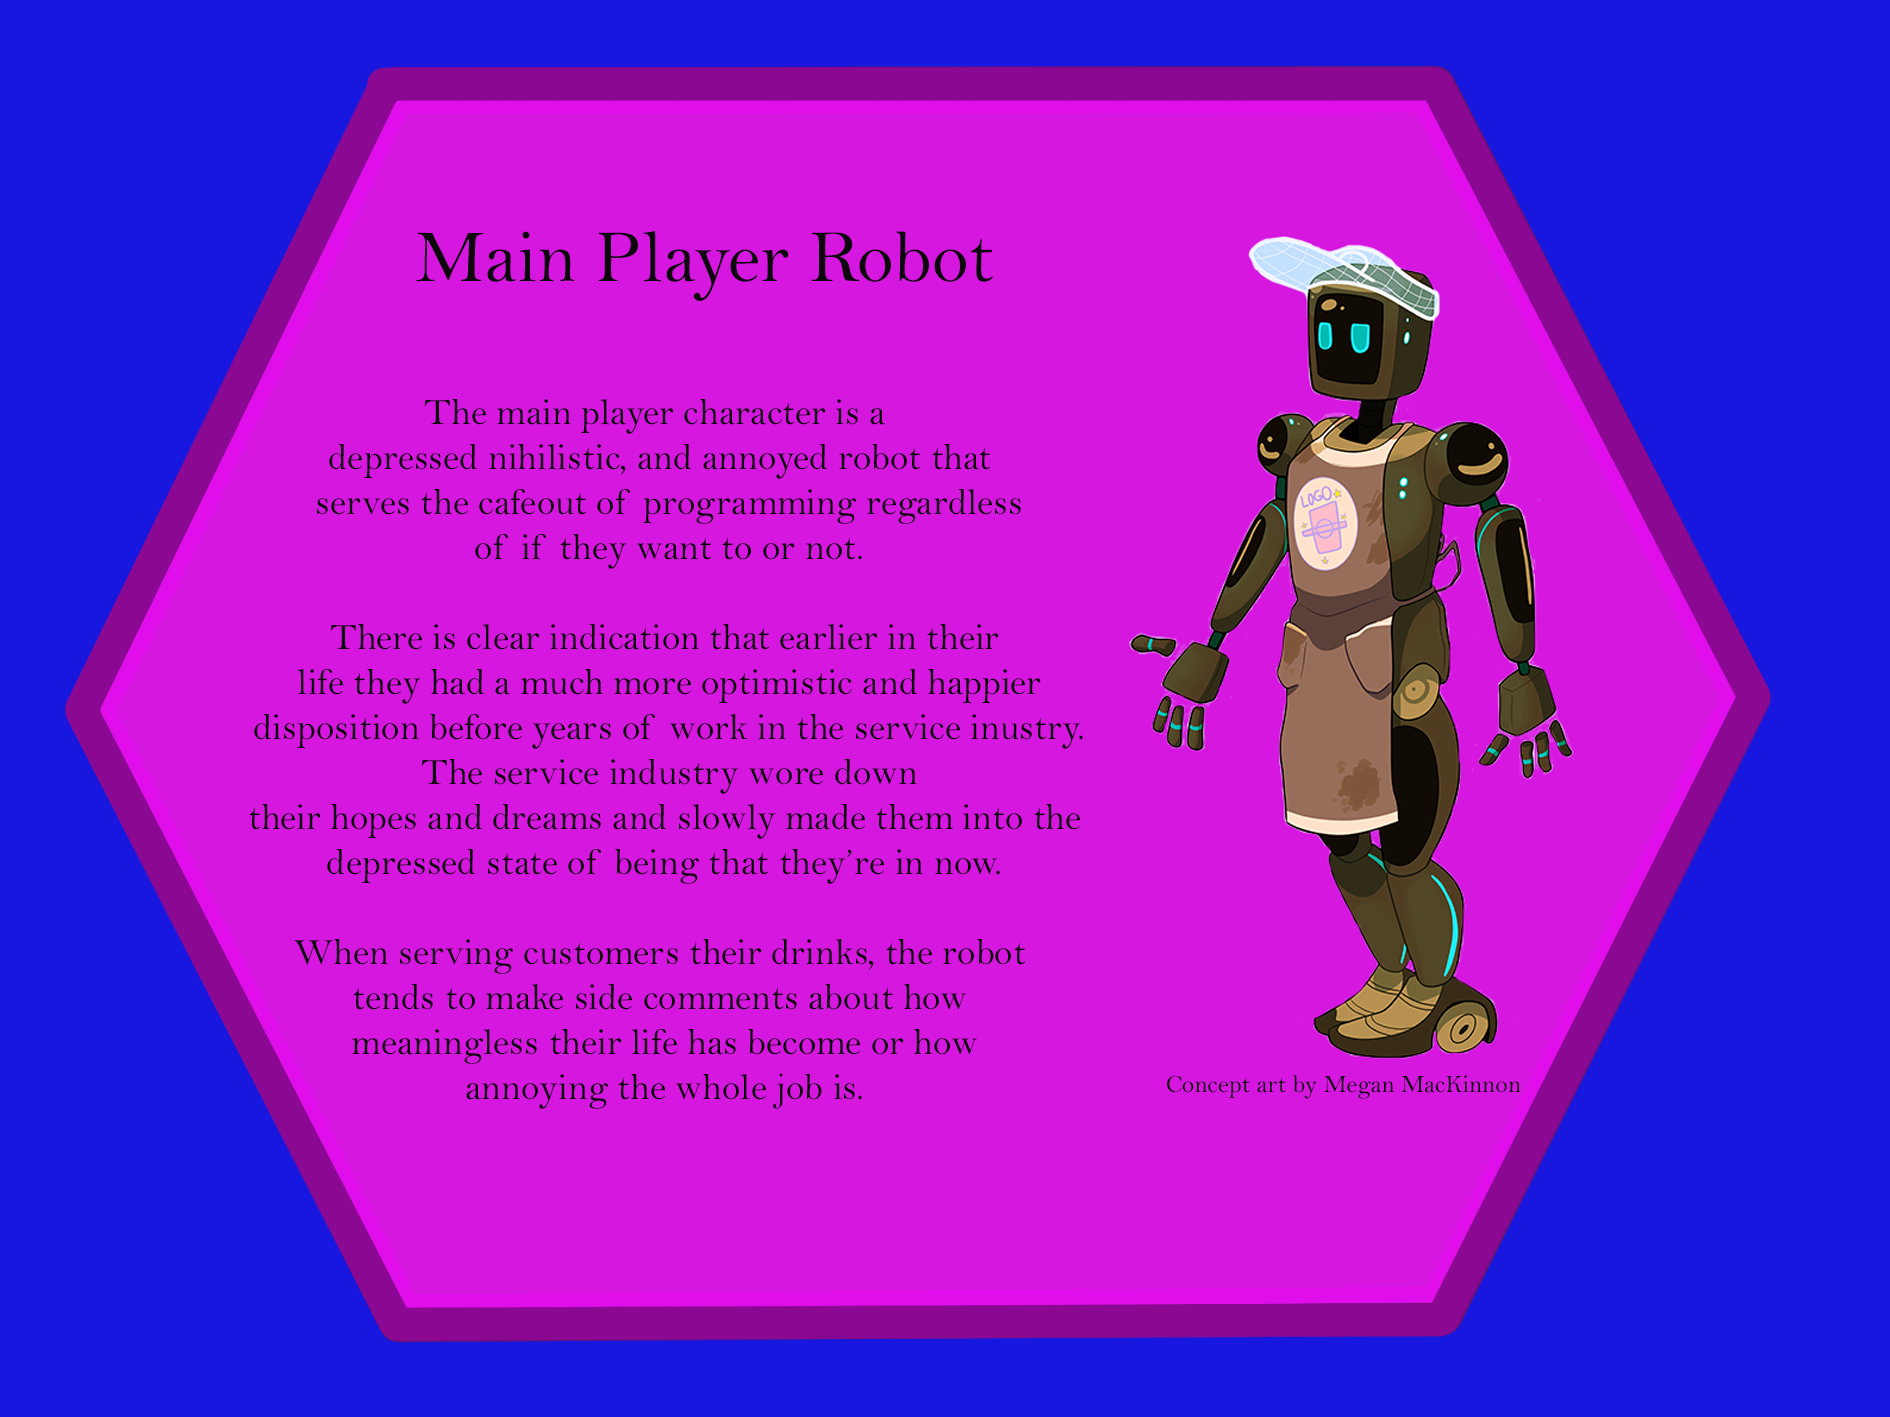 Main Player Robot
The main player character is a
depressed nihilistic, and annoyed robot that
serves the cafeout of programming regardless
of if they want to or not.
There is clear indication that earlier in their
life they had a much more optimistic and happier
disposition before years of work in the service inustry.
The service industry wore down
their hopes and dreams and slowly made them into the
depressed state of being that they're in now.
When serving customers their drinks, the robot
tends to make side comments about how
meaningless their life has become or how
annoying the whole job is.
LOGO
Concept art by Megan MacKinnon